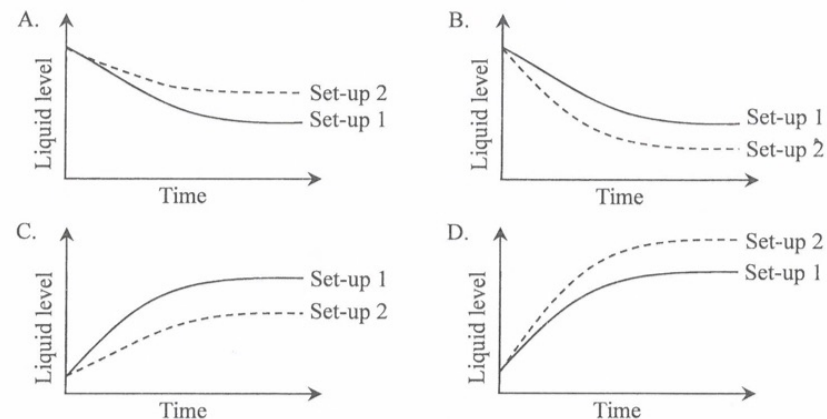 A.
Liquid level
Set-up 2
Set-up 1
Time
B.
Liquid level
Set-up 1
Set-up 2
Time
C.
Liquid level
Set-up 1
Set-up 2
Time
D.
Liquid level
Set-up 2
Set-up 1
Time